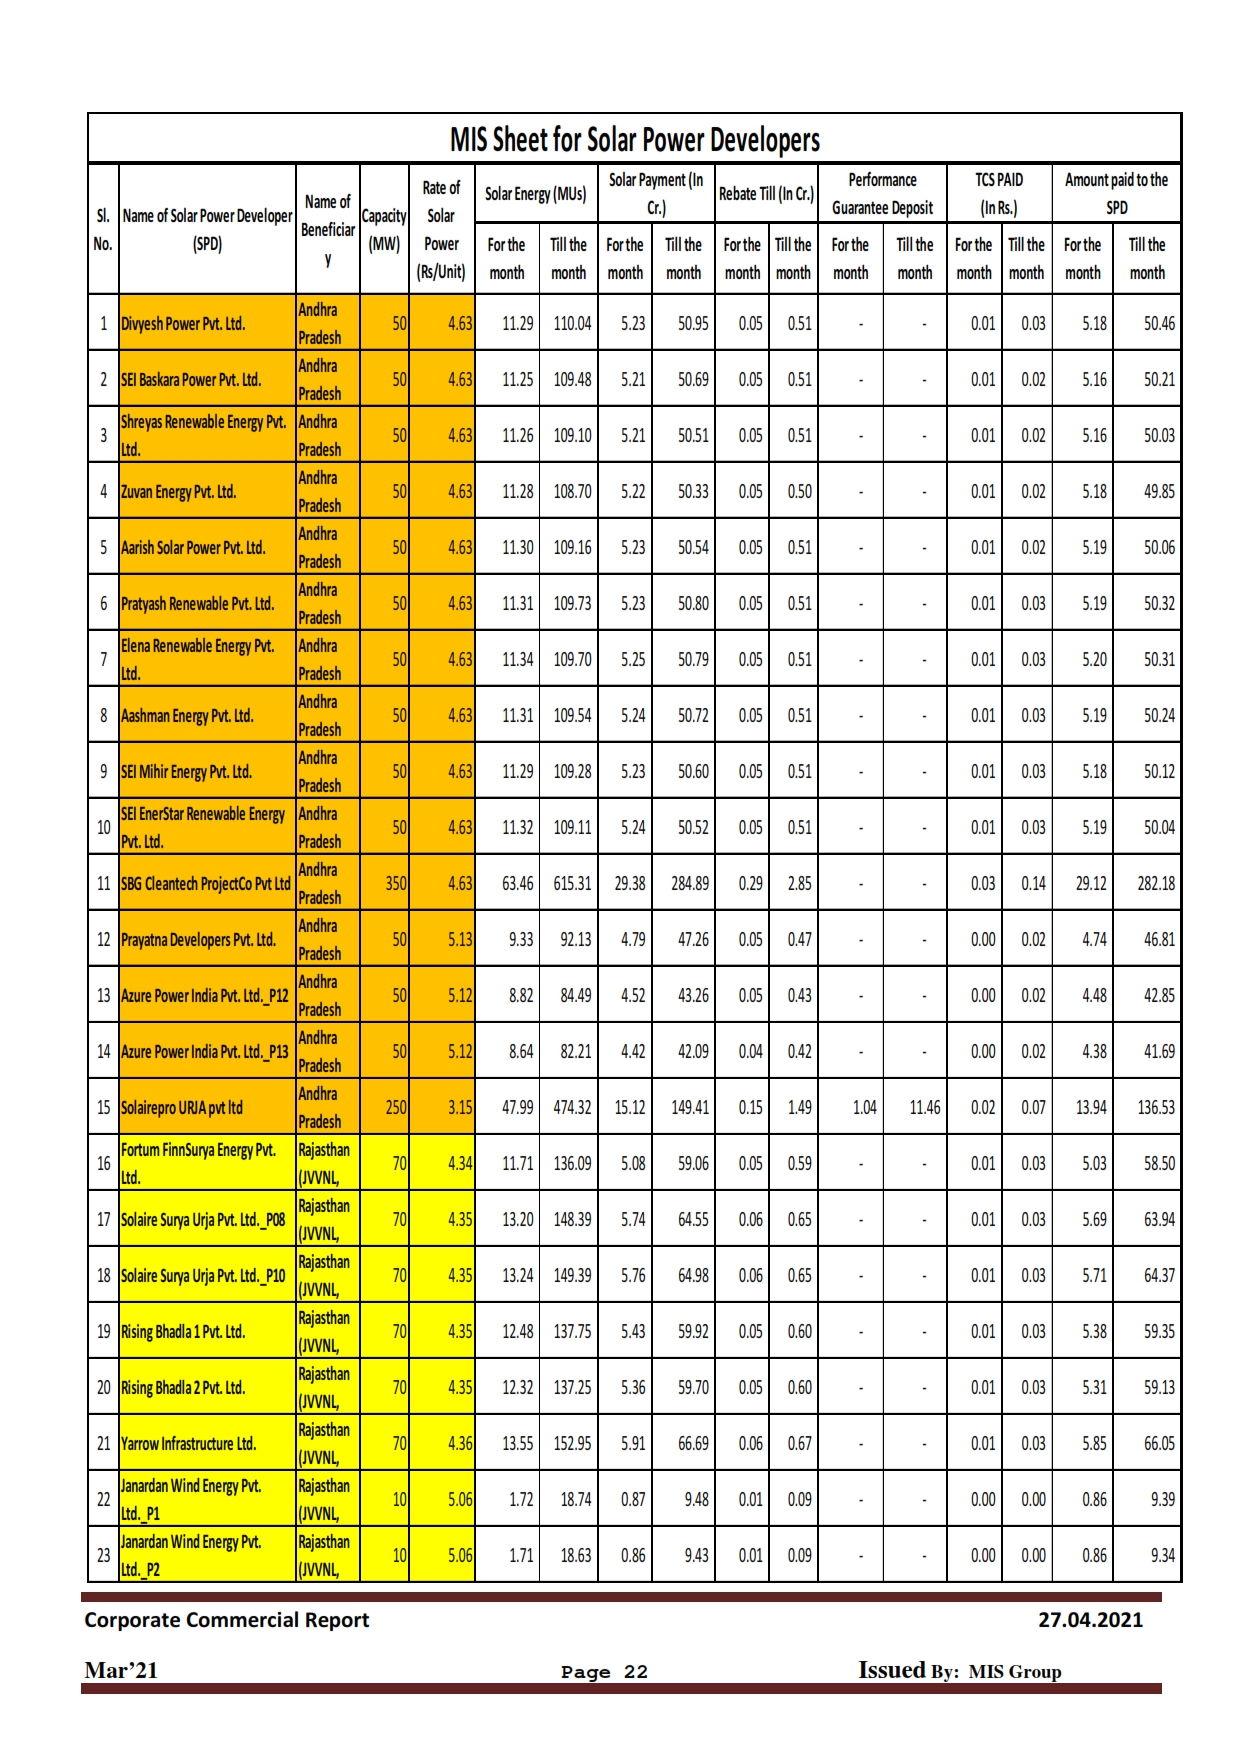 MIS Sheet for Solar Power Developers
Sl. No. Name of Solar Power Developer (SPD) Name of Beneficiar y Capacity (MW) Rate of Solar Power (Rs/Unit) Solar Energy (MUs) Solar Payment (In Cr.) Rebate Till (In Cr.) Performance Guarantee Deposit TCS PAID (In Rs.) Amount paid to the SPD
For the month Till the month For the month Till the month For the month Till the month For the month Till the month For the month Till the month For the month Till the month
1 Divyesh Power Pvt. Ltd. Andhra Pradesh 50 4.63 11.29 110.04 5.23 50.95 0.05 0.51 - - 0.01 0.03 5.18 50.46
2 SEI Baskara Power Pvt. Ltd. Andhra Pradesh 50 4.63 11.25 109.48 5.21 50.69 0.05 0.51 - - 0.01 0.02 5.16 50.21
3 Shreyas Renewable Energy Pvt. Ltd. Andhra Pradesh 50 4.63 11.26 109.10 5.21 50.51 0.05 0.51 - - 0.01 0.02 5.16 50.03
4 Zuvan Energy Pvt. Ltd. Andhra Pradesh 50 4.63 11.28 108.70 5.22 50.33 0.05 0.50 - - 0.01 0.02 5.18 49.85
5 Aarish Solar Power Pvt. Ltd. Andhra Pradesh 50 4.63 11.30 109.16 5.23 50.54 0.05 0.51 - - 0.01 0.02 5.19 50.06
6 Pratyash Renewable Pvt. Ltd. Andhra Pradesh 50 4.63 11.31 109.73 5.23 50.80 0.05 0.51 - - 0.01 0.03 5.19 50.32
7 Elena Renewable Energy Pvt. Ltd. Andhra Pradesh 50 4.63 11.34 109.70 5.25 50.79 0.05 0.51 - - 0.01 0.03 5.20 50.31
8 Aashman Energy Pvt. Ltd. Andhra Pradesh 50 4.63 11.31 109.54 5.24 50.72 0.05 0.51 - - 0.01 0.03 5.19 50.24
9 SEI Mihir Energy Pvt. Ltd. Andhra Pradesh 50 4.63 11.29 109.28 5.23 50.60 0.05 0.51 - - 0.01 0.03 5.18 50.12
10 SEI EnerStar Renewable Energy Pvt. Ltd. Andhra Pradesh 50 4.63 11.32 109.11 5.24 50.52 0.05 0.51 - - 0.01 0.03 5.19 50.04
11 SBG Cleantech ProjectCo Pvt Ltd Andhra Pradesh 350 4.63 63.46 615.31 29.38 284.89 0.29 2.85 - - 0.03 0.14 29.12 282.18
12 Prayatna Developers Pvt. Ltd. Andhra Pradesh 50 5.13 9.33 92.13 4.79 47.26 0.05 0.47 - - 0.00 0.02 4.74 46.81
13 Azure Power India Pvt. Ltd._P12 Andhra Pradesh 50 5.12 8.82 84.49 4.52 43.26 0.05 0.43 - - 0.00 0.02 4.48 42.85
14 Azure Power India Pvt. Ltd._P13 Andhra Pradesh 50 5.12 8.64 82.21 4.42 42.09 0.04 0.42 - - 0.00 0.02 4.38 41.69
15 Solairepro URJA pvt ltd Andhra Pradesh 250 3.15 47.99 474.32 15.12 149.41 0.15 1.49 1.04 11.46 0.02 0.07 13.94 136.53
16 Fortum FinnSurya Energy Pvt. Ltd. Rajasthan (JVVNL, 70 4.34 11.71 136.09 5.08 59.06 0.05 0.59 - - 0.01 0.03 5.03 58.50
17 Solaire Surya Urja Pvt. Ltd._P08 Rajasthan (JVVNL, 70 4.35 13.20 148.39 5.74 64.55 0.06 0.65 - - 0.01 0.03 5.69 63.94
18 Solaire Surya Urja Pvt. Ltd._P10 Rajasthan (JVVNL, 70 4.35 13.24 149.39 5.76 64.98 0.06 0.65 - - 0.01 0.03 5.71 64.37
19 Rising Bhadla 1 Pvt. Ltd. Rajasthan (JVVNL, 70 4.35 12.48 137.75 5.43 59.92 0.05 0.60 - - 0.01 0.03 5.38 59.35
20 Rising Bhadla 2 Pvt. Ltd. Rajasthan (JVVNL, 70 4.35 12.32 137.25 5.36 59.70 0.05 0.60 - - 0.01 0.03 5.31 59.13
21 Yarrow Infrastructure Ltd. Rajasthan (JVVNL, 70 4.36 13.55 152.95 5.91 66.69 0.06 0.67 - - 0.01 0.03 5.85 66.05
22 Janardan Wind Energy Pvt. Ltd._P1 Rajasthan (JVVNL, 10 5.06 1.72 18.74 0.87 9.48 0.01 0.09 - - 0.00 0.00 0.86 9.39
23 Janardan Wind Energy Pvt. Ltd._P2 Rajasthan (JVVNL, 10 5.06 1.71 18.63 0.86 9.43 0.01 0.09 - - 0.00 0.00 0.86 9.34
Corporate Commercial Report 27.04.2021
Mar’21 Page 22 Issued By: MIS Group